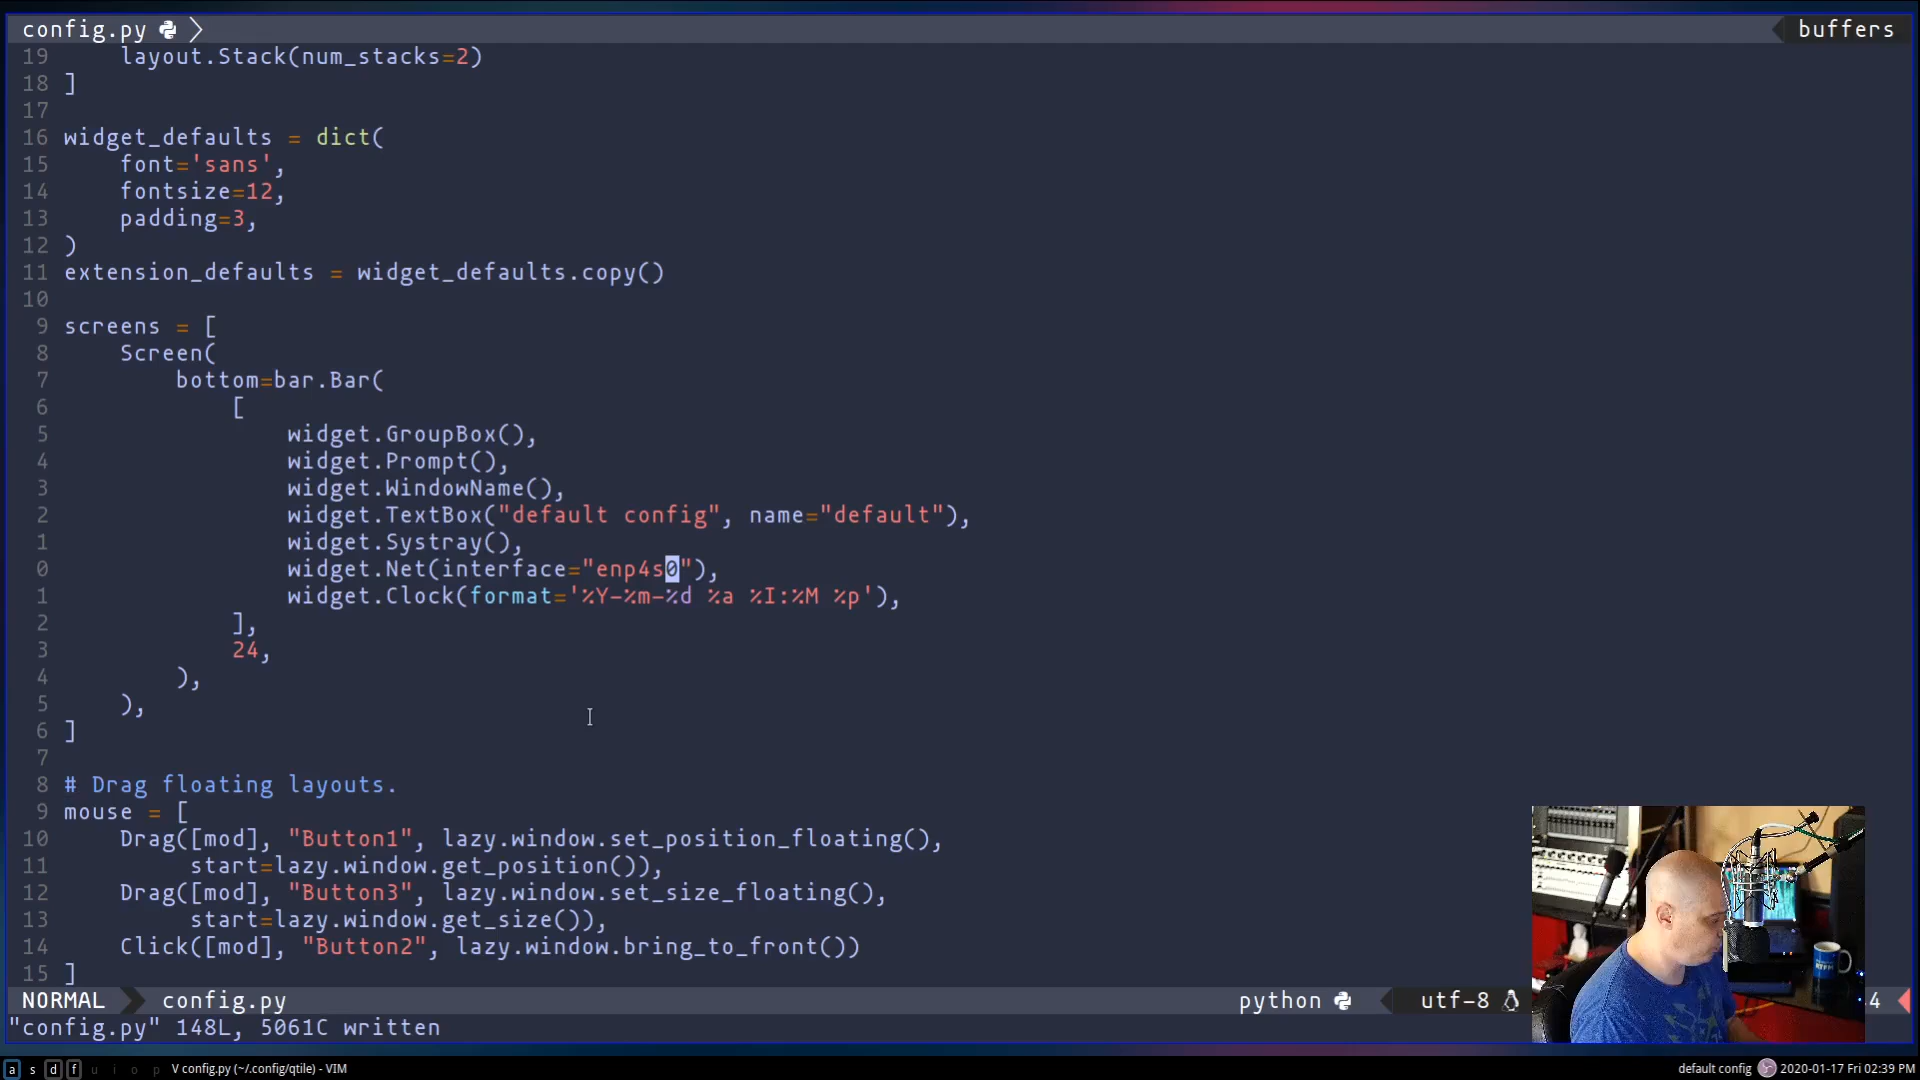 config.py
buffers
19 layout.Stack(num_stacks=2)
18 ]
17
16 widget_defaults = dict(
15 font='sans',
14 fontsize=12,
13 padding=3,
12 )
11 extension_defaults = widget_defaults.copy()
10
9 screens = [
8 Screen(
7 bottom=bar.Bar(
6 [
5 widget.GroupBox(),
4 widget.Prompt(),
3 widget.WindowName(),
2 widget.TextBox("default config", name="default"),
1 widget.Systray(),
0 widget.Net(interface="enp4s0"),
1 widget.Clock(format='%Y-%m-%d %a %I:%M %p'),
2 ],
3 24,
4 ),
5 ),
6 ]
7
8 # Drag floating layouts.
9 mouse = [
10 Drag([mod], "Button1", lazy.window.set_position_floating(),
11 start=lazy.window.get_position()),
12 Drag([mod], "Button3", lazy.window.set_size_floating(),
13 start=lazy.window.get_size()),
14 Click([mod], "Button2", lazy.window.bring_to_front())
15 ]
NORMAL config.py python utf-8 4
"config.py" 148L, 5061C written
a s d f u i o p V config.py (~/.config/qtile) - VIM default config 2020-01-17 Fri 02:39 PM